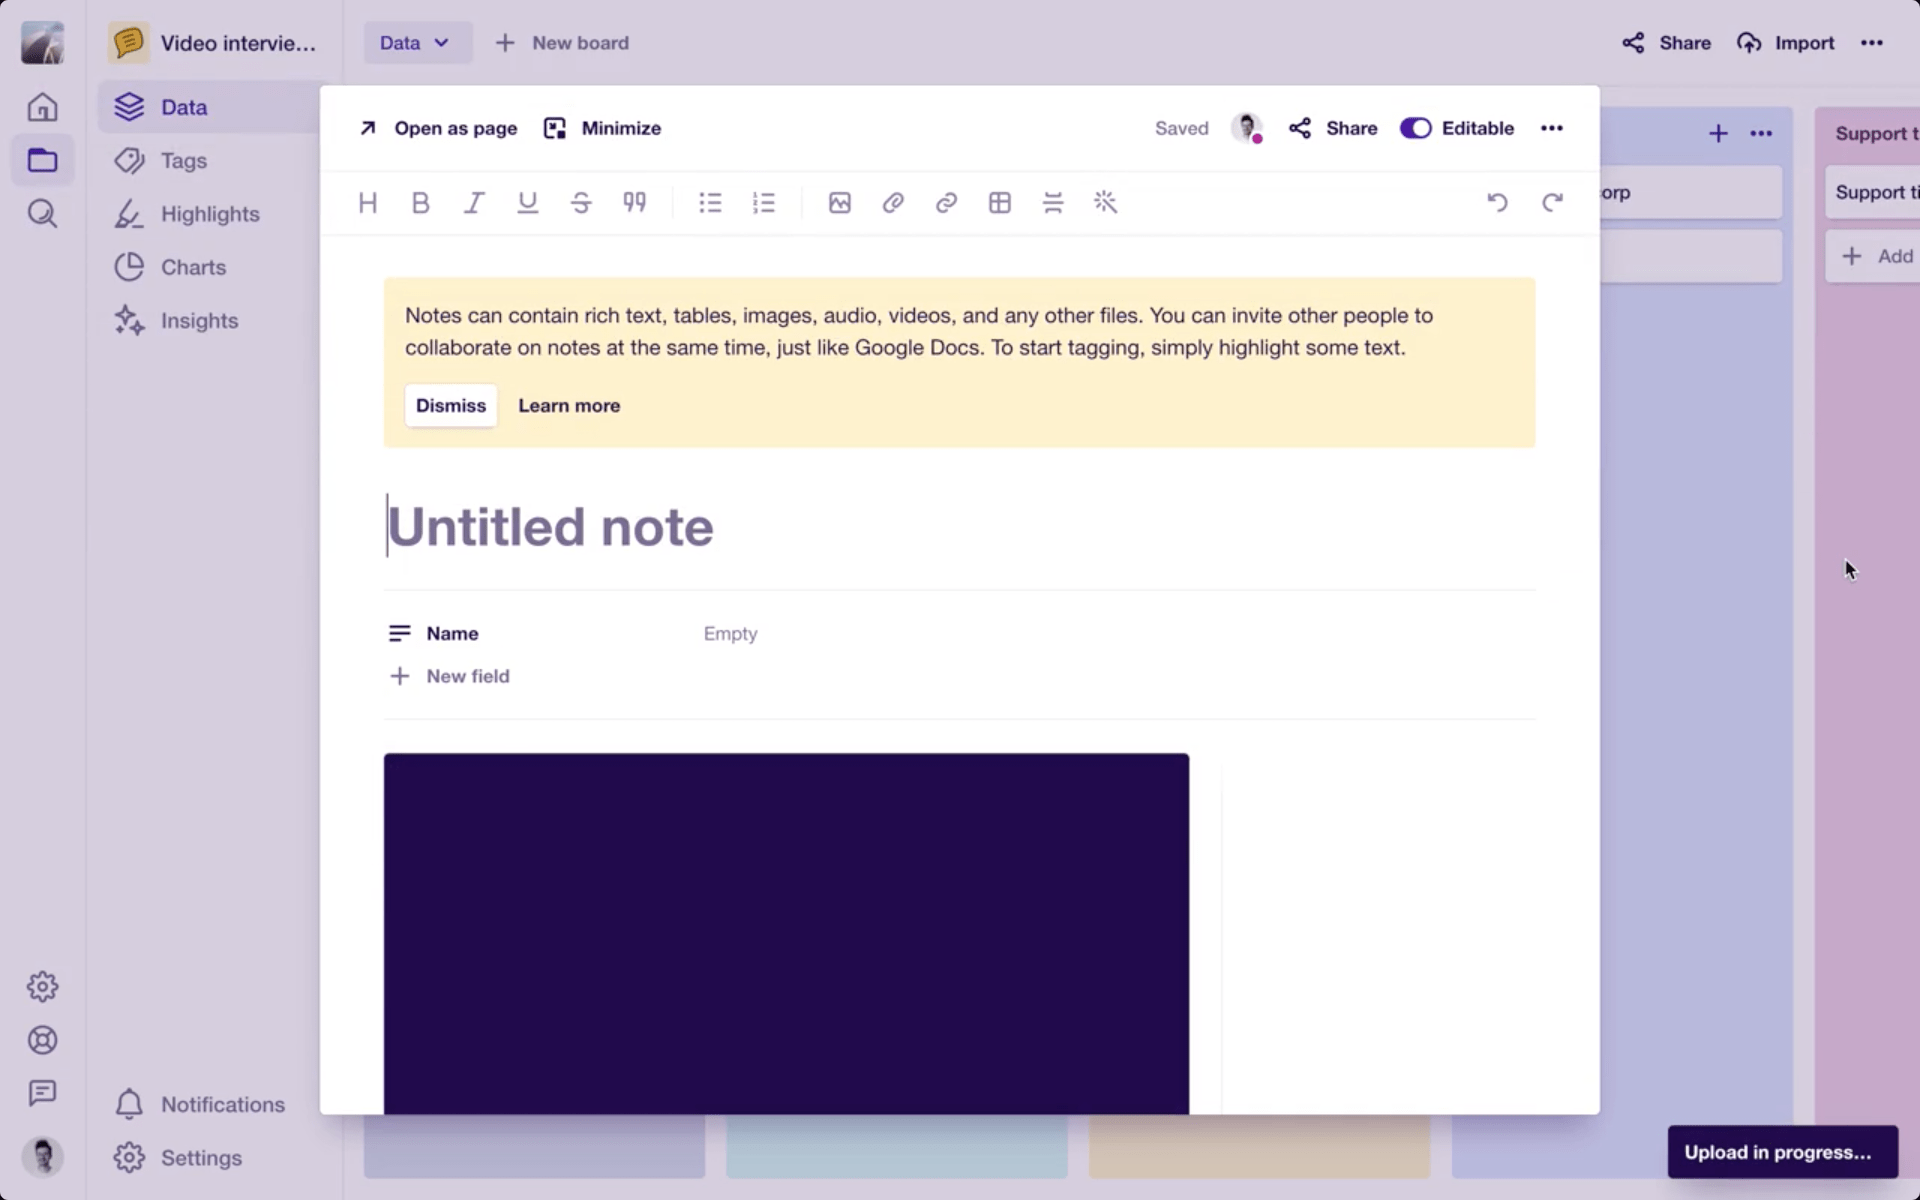 Video intervie...
Data
New board
Share
Import
Data
Tags
Highlights
Charts
Insights
Notifications
Settings
Open as page
Minimize
Saved
Share
Editable
H B I U S
Notes can contain rich text, tables, images, audio, videos, and any other files. You can invite other people to
collaborate on notes at the same time, just like Google Docs. To start tagging, simply highlight some text.
Dismiss
Learn more
Untitled note
Name
Empty
New field
orp
Support t
Support ti
Add
Upload in progress...